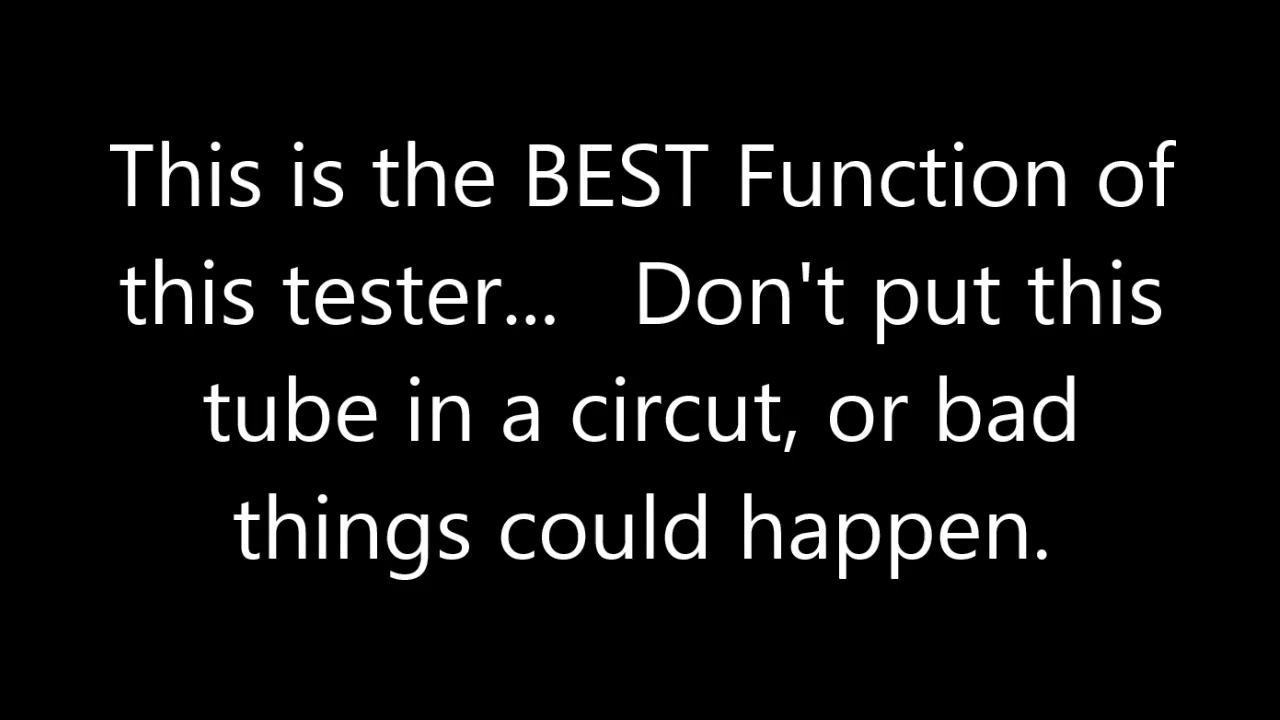 This is the BEST Function of
this tester...   Don't put this
tube in a circut, or bad
things could happen.